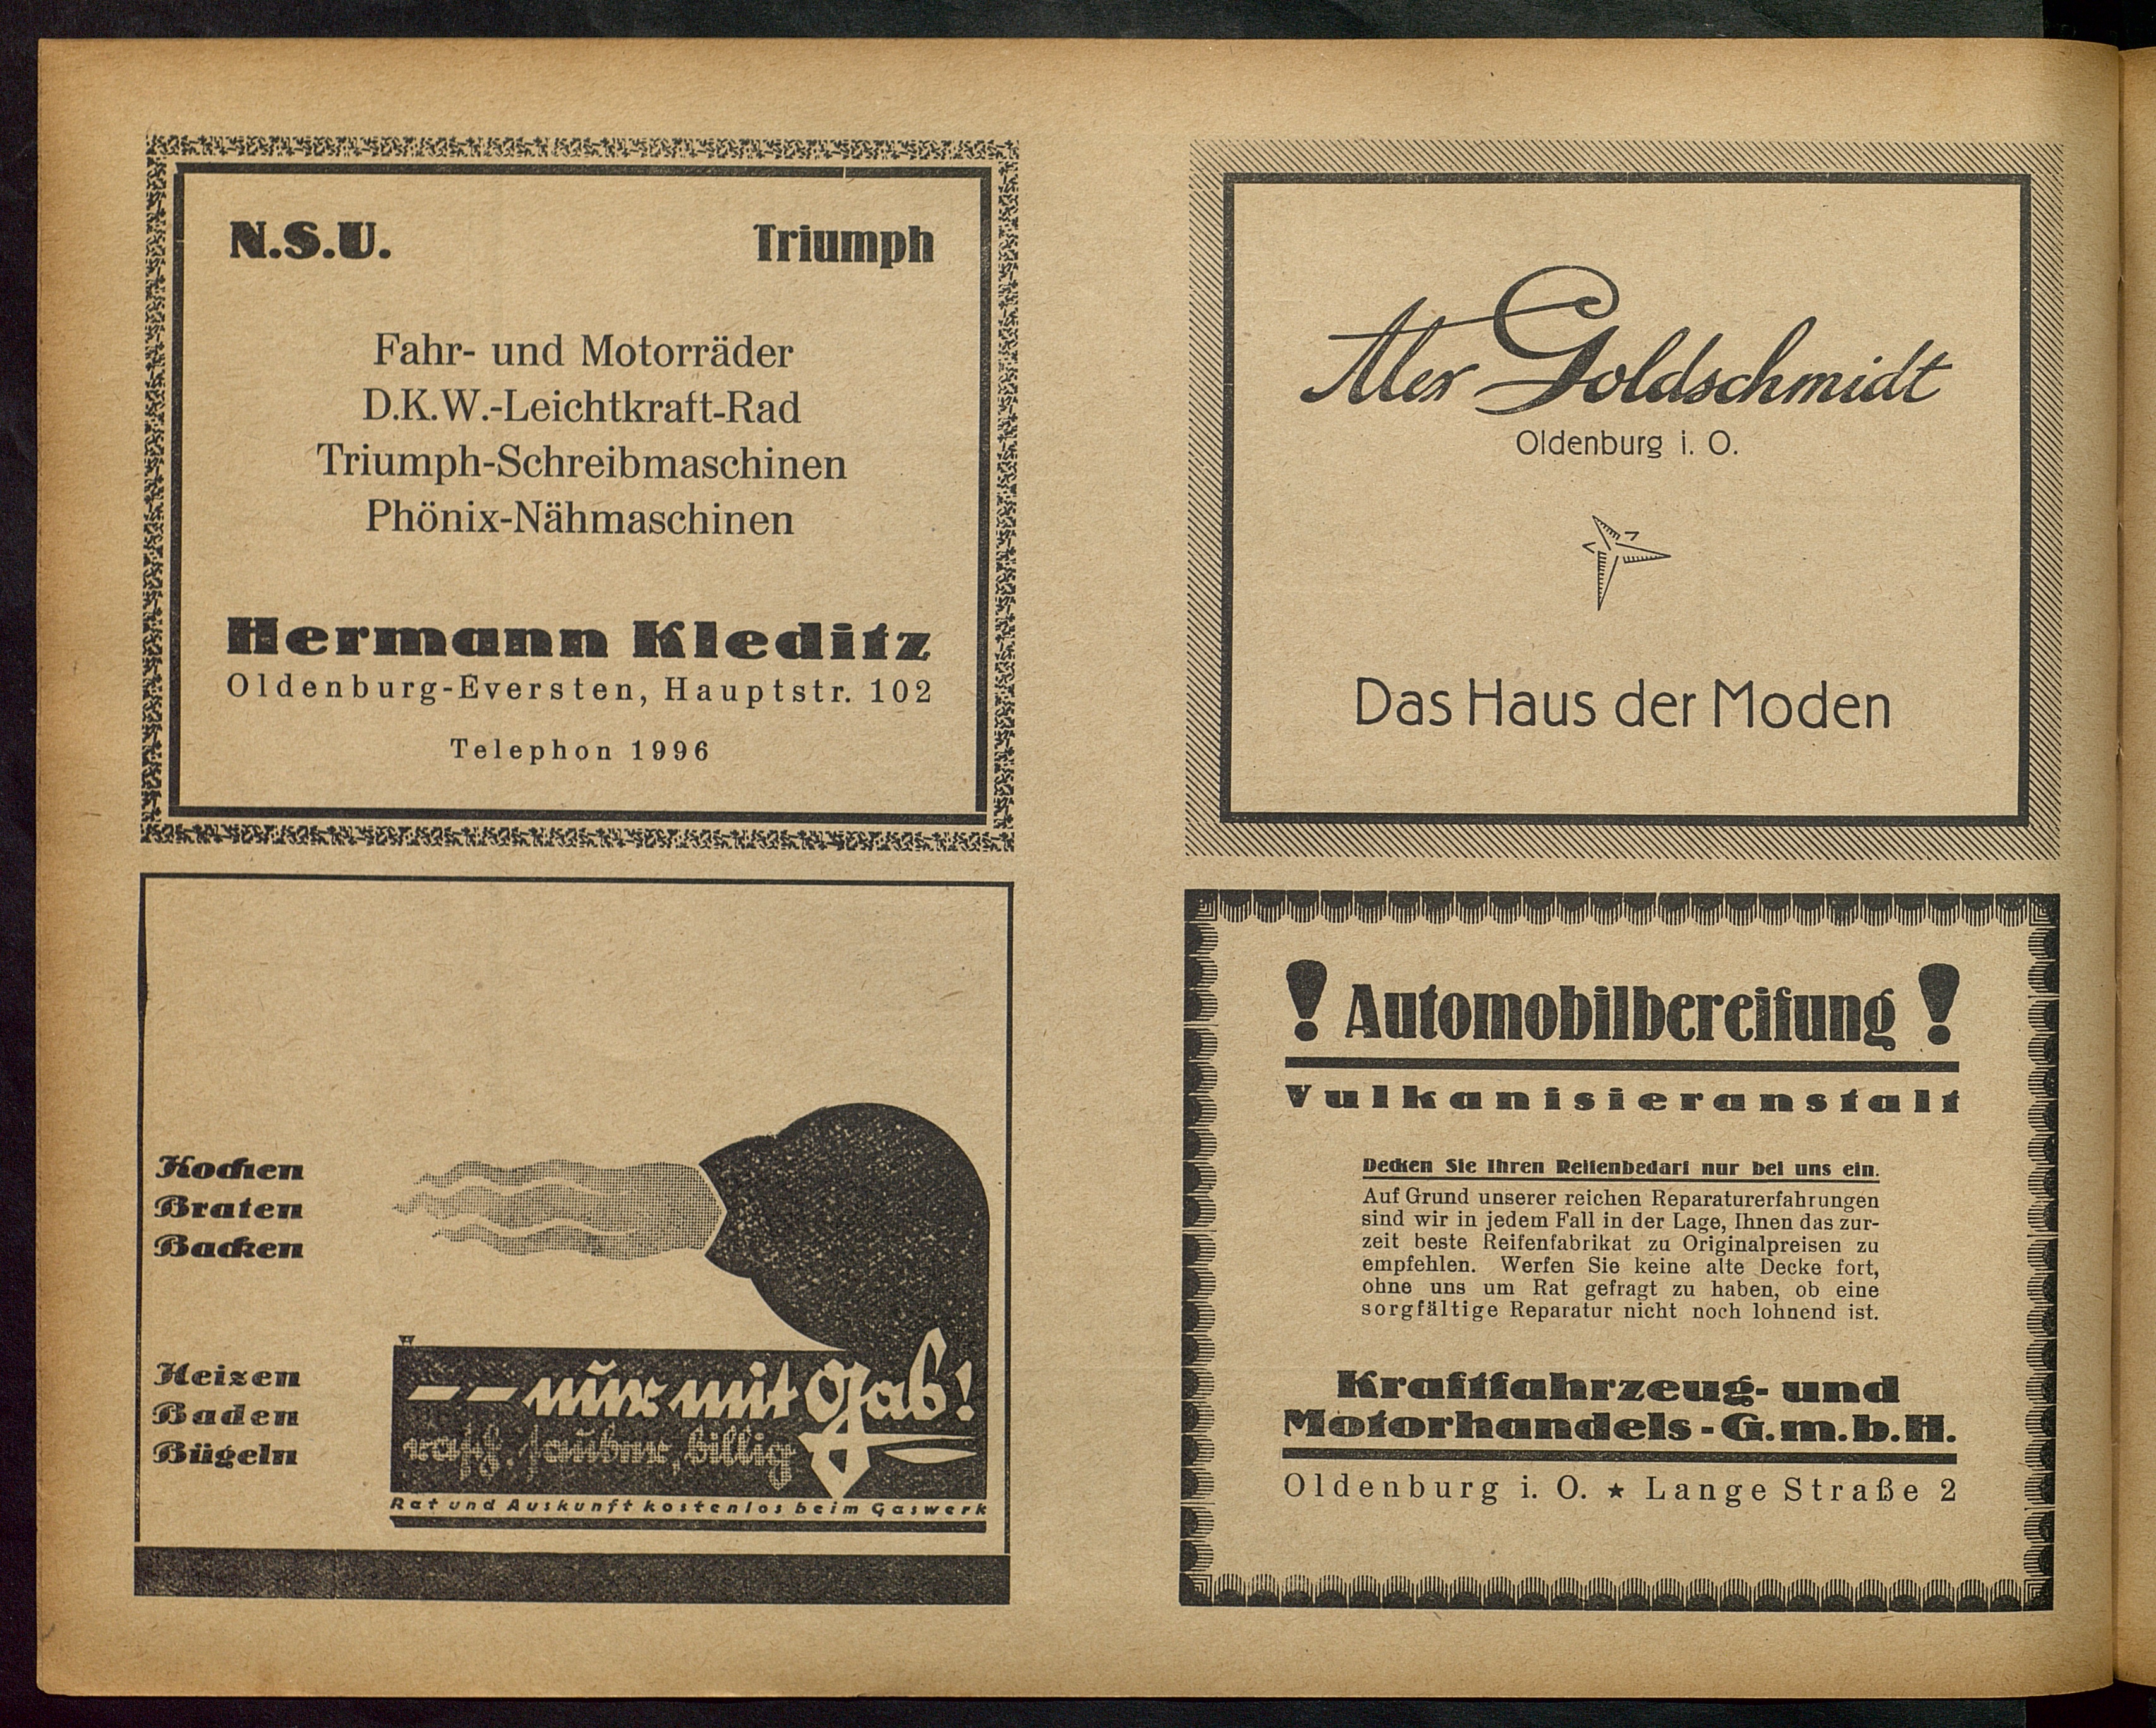 N.S.U. Triumph
Fahr- und Motorräder
D.K.W.-Leichtkraft-Rad
Triumph-Schreibmaschinen
Phönix-Nähmaschinen
Hermann Kleditz
Oldenburg-Eversten, Hauptstr. 102
Telephon 1996
Alex Goldschmidt
Oldenburg i. O.
Das Haus der Moden
Kochen
Braten
Backen
Heizen
Baden
Bügeln
-- nur mit Gas!
rasch, sauber, billig
Rat und Auskunft kostenlos beim Gaswerk
! Automobilbereifung !
Vulkanisieranstalt
Decken Sie Ihren Reifenbedarf nur bei uns ein.
Auf Grund unserer reichen Reparaturerfahrungen
sind wir in jedem Fall in der Lage, Ihnen das zur-
zeit beste Reifenfabrikat zu Originalpreisen zu
empfehlen. Werfen Sie keine alte Decke fort,
ohne uns um Rat gefragt zu haben, ob eine
sorgfältige Reparatur nicht noch lohnend ist.
Kraftfahrzeug- und
Motorhandels-G.m.b.H.
Oldenburg i. O. ★ Lange Straße 2